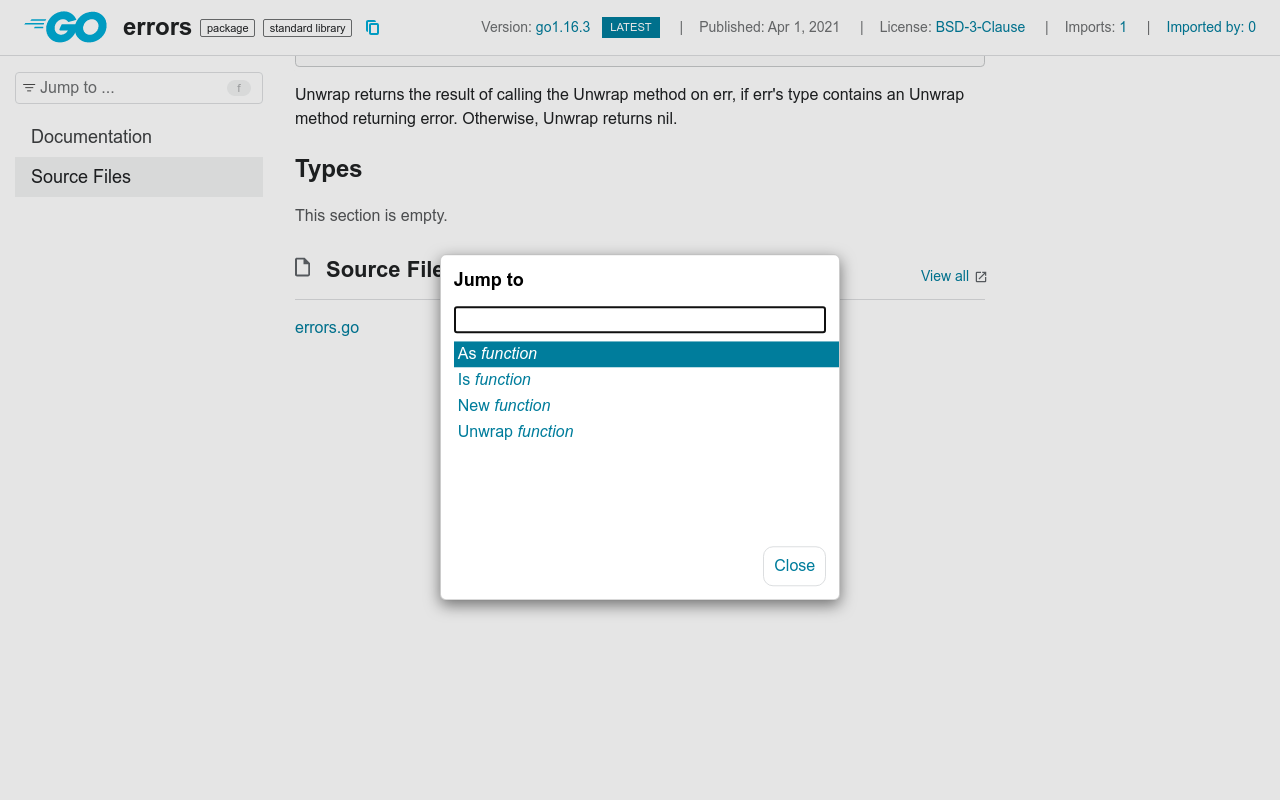 GO errors package standard library Version: go1.16.3 LATEST | Published: Apr 1, 2021 | License: BSD-3-Clause | Imports: 1 | Imported by: 0
Jump to ... f
Documentation
Source Files
Unwrap returns the result of calling the Unwrap method on err, if err's type contains an Unwrap
method returning error. Otherwise, Unwrap returns nil.
Types
This section is empty.
Source File
View all
errors.go
Jump to
As function
Is function
New function
Unwrap function
Close